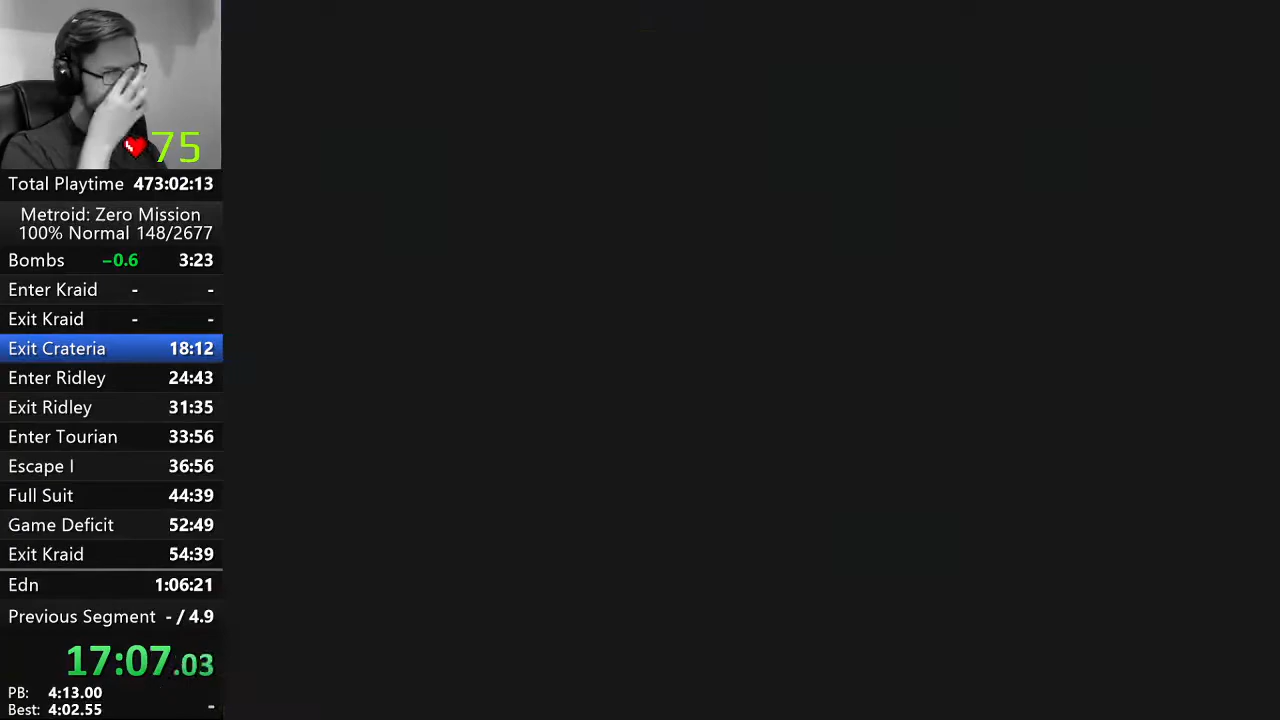 75
Total Playtime 473:02:13
Metroid: Zero Mission
100% Normal 148/2677
Bombs −0.6 3:23
Enter Kraid - -
Exit Kraid - -
Exit Crateria 18:12
Enter Ridley 24:43
Exit Ridley 31:35
Enter Tourian 33:56
Escape I 36:56
Full Suit 44:39
Game Deficit 52:49
Exit Kraid 54:39
Edn 1:06:21
Previous Segment - / 4.9
17:07.03
PB: 4:13.00
Best: 4:02.55 -